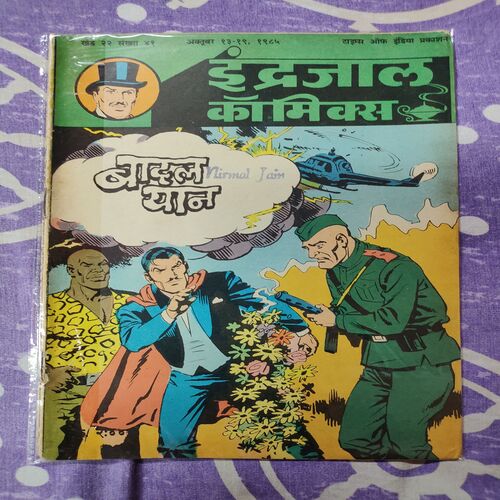 खंड २२ संख्या ४१ अक्तूबर १३-१९, १९८५ टाइम्स ऑफ इंडिया प्रकाशन
इंद्रजाल
कॉमिक्स
बादल Nirmal Jain
यान